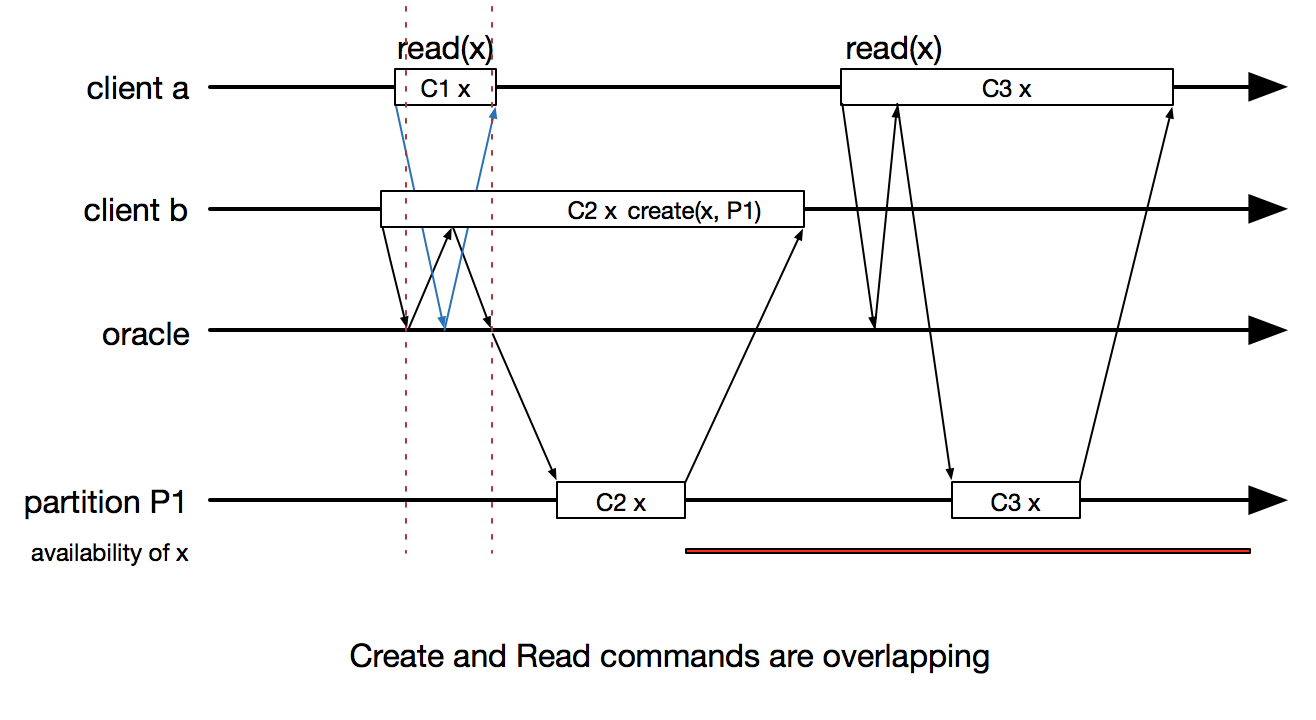 read(x)
read(x)
client a
C1 x
C3 x
client b
C2 x create(x, P1)
oracle
partition P1
C2 x
C3 x
availability of x
Create and Read commands are overlapping